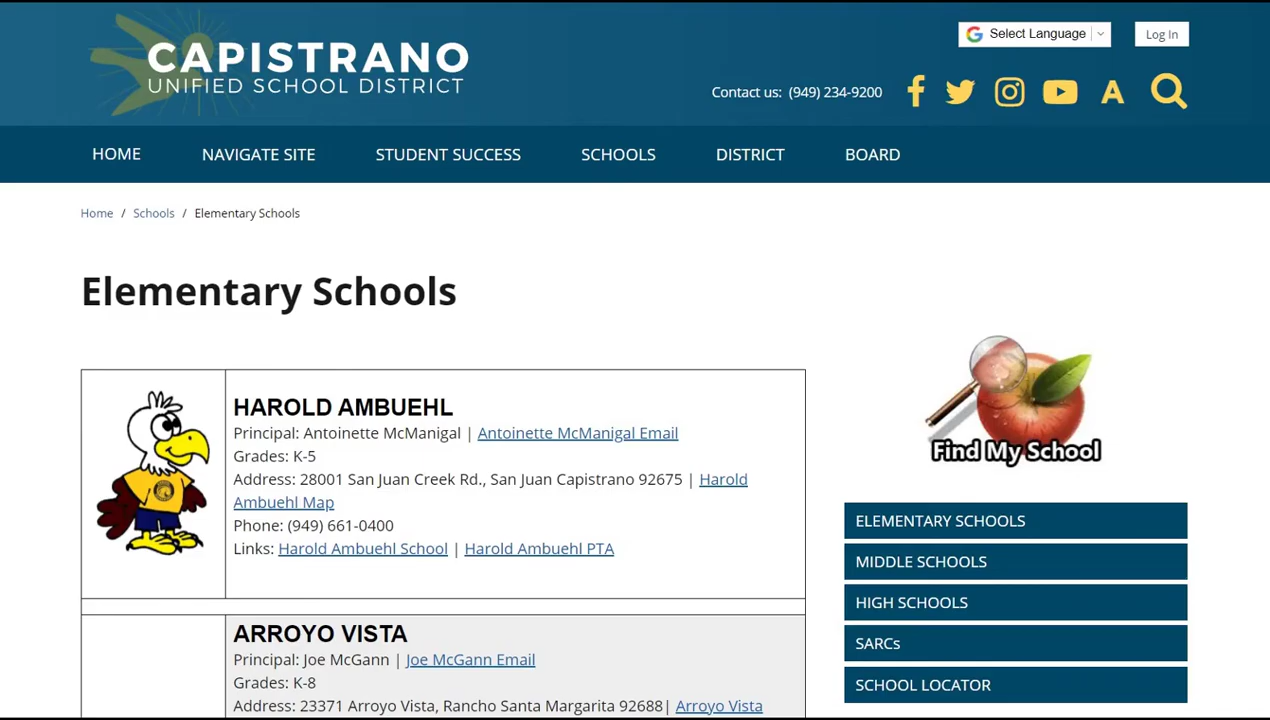 CAPISTRANO
UNIFIED SCHOOL DISTRICT
Select Language
Log In
Contact us: (949) 234-9200
HOME NAVIGATE SITE STUDENT SUCCESS SCHOOLS DISTRICT BOARD
Home / Schools / Elementary Schools
Elementary Schools
HAROLD AMBUEHL
Principal: Antoinette McManigal | Antoinette McManigal Email
Grades: K-5
Address: 28001 San Juan Creek Rd., San Juan Capistrano 92675 | Harold
Ambuehl Map
Phone: (949) 661-0400
Links: Harold Ambuehl School | Harold Ambuehl PTA
ARROYO VISTA
Principal: Joe McGann | Joe McGann Email
Grades: K-8
Address: 23371 Arroyo Vista, Rancho Santa Margarita 92688| Arroyo Vista
Find My School
ELEMENTARY SCHOOLS
MIDDLE SCHOOLS
HIGH SCHOOLS
SARCs
SCHOOL LOCATOR